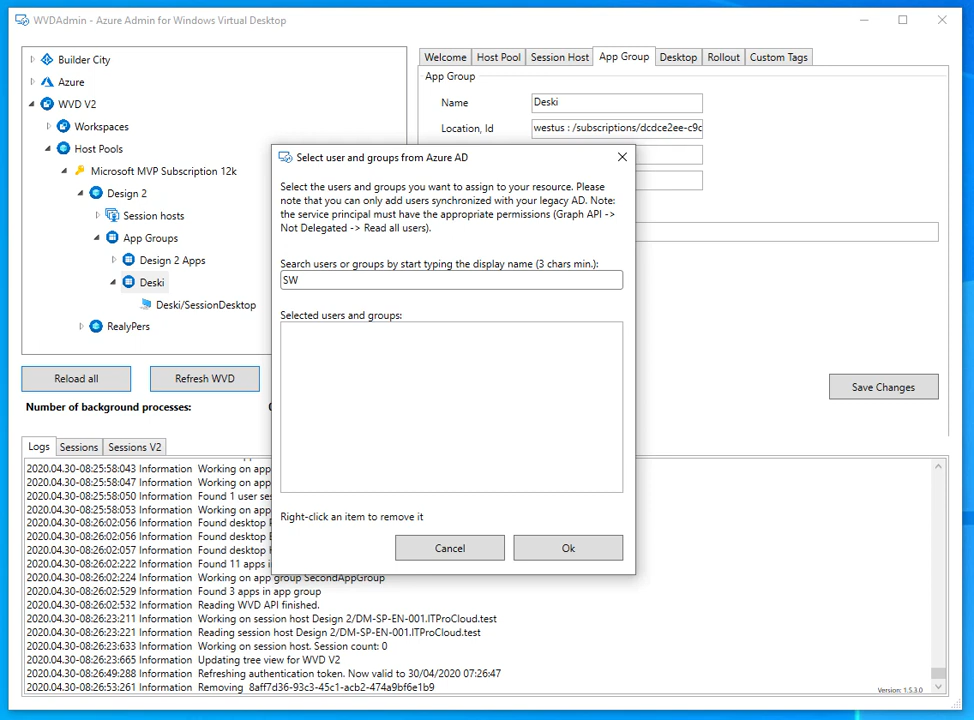 WVDAdmin - Azure Admin for Windows Virtual Desktop
Builder City
Azure
WVD V2
Workspaces
Host Pools
Microsoft MVP Subscription 12k
Design 2
Session hosts
App Groups
Design 2 Apps
Deski
Deski/SessionDesktop
RealyPers
Reload all
Refresh WVD
Number of background processes:
Welcome
Host Pool
Session Host
App Group
Desktop
Rollout
Custom Tags
App Group
Name
Deski
Location, Id
westus : /subscriptions/dcdce2ee-c9c
Save Changes
Select user and groups from Azure AD
Select the users and groups you want to assign to your resource. Please
note that you can only add users synchronized with your legacy AD. Note:
the service principal must have the appropriate permissions (Graph API ->
Not Delegated -> Read all users).
Search users or groups by start typing the display name (3 chars min.):
SW
Selected users and groups:
Right-click an item to remove it
Cancel
Ok
Logs
Sessions
Sessions V2
2020.04.30-08:25:58:043 Information Working on app
2020.04.30-08:25:58:047 Information Working on app
2020.04.30-08:25:58:050 Information Found 1 user se
2020.04.30-08:25:58:053 Information Working on app
2020.04.30-08:26:02:056 Information Found desktop
2020.04.30-08:26:02:056 Information Found desktop
2020.04.30-08:26:02:057 Information Found desktop
2020.04.30-08:26:02:222 Information Found 11 apps i
2020.04.30-08:26:02:224 Information Working on app group SecondAppGroup
2020.04.30-08:26:02:529 Information Found 3 apps in app group
2020.04.30-08:26:02:532 Information Reading WVD API finished.
2020.04.30-08:26:23:211 Information Working on session host Design 2/DM-SP-EN-001.ITProCloud.test
2020.04.30-08:26:23:221 Information Reading session host Design 2/DM-SP-EN-001.ITProCloud.test
2020.04.30-08:26:23:633 Information Working on session host. Session count: 0
2020.04.30-08:26:23:665 Information Updating tree view for WVD V2
2020.04.30-08:26:49:288 Information Refreshing authentication token. Now valid to 30/04/2020 07:26:47
2020.04.30-08:26:53:261 Information Removing 8aff7d36-93c3-45c1-acb2-474a9bf6e1b9
Version: 1.5.3.0